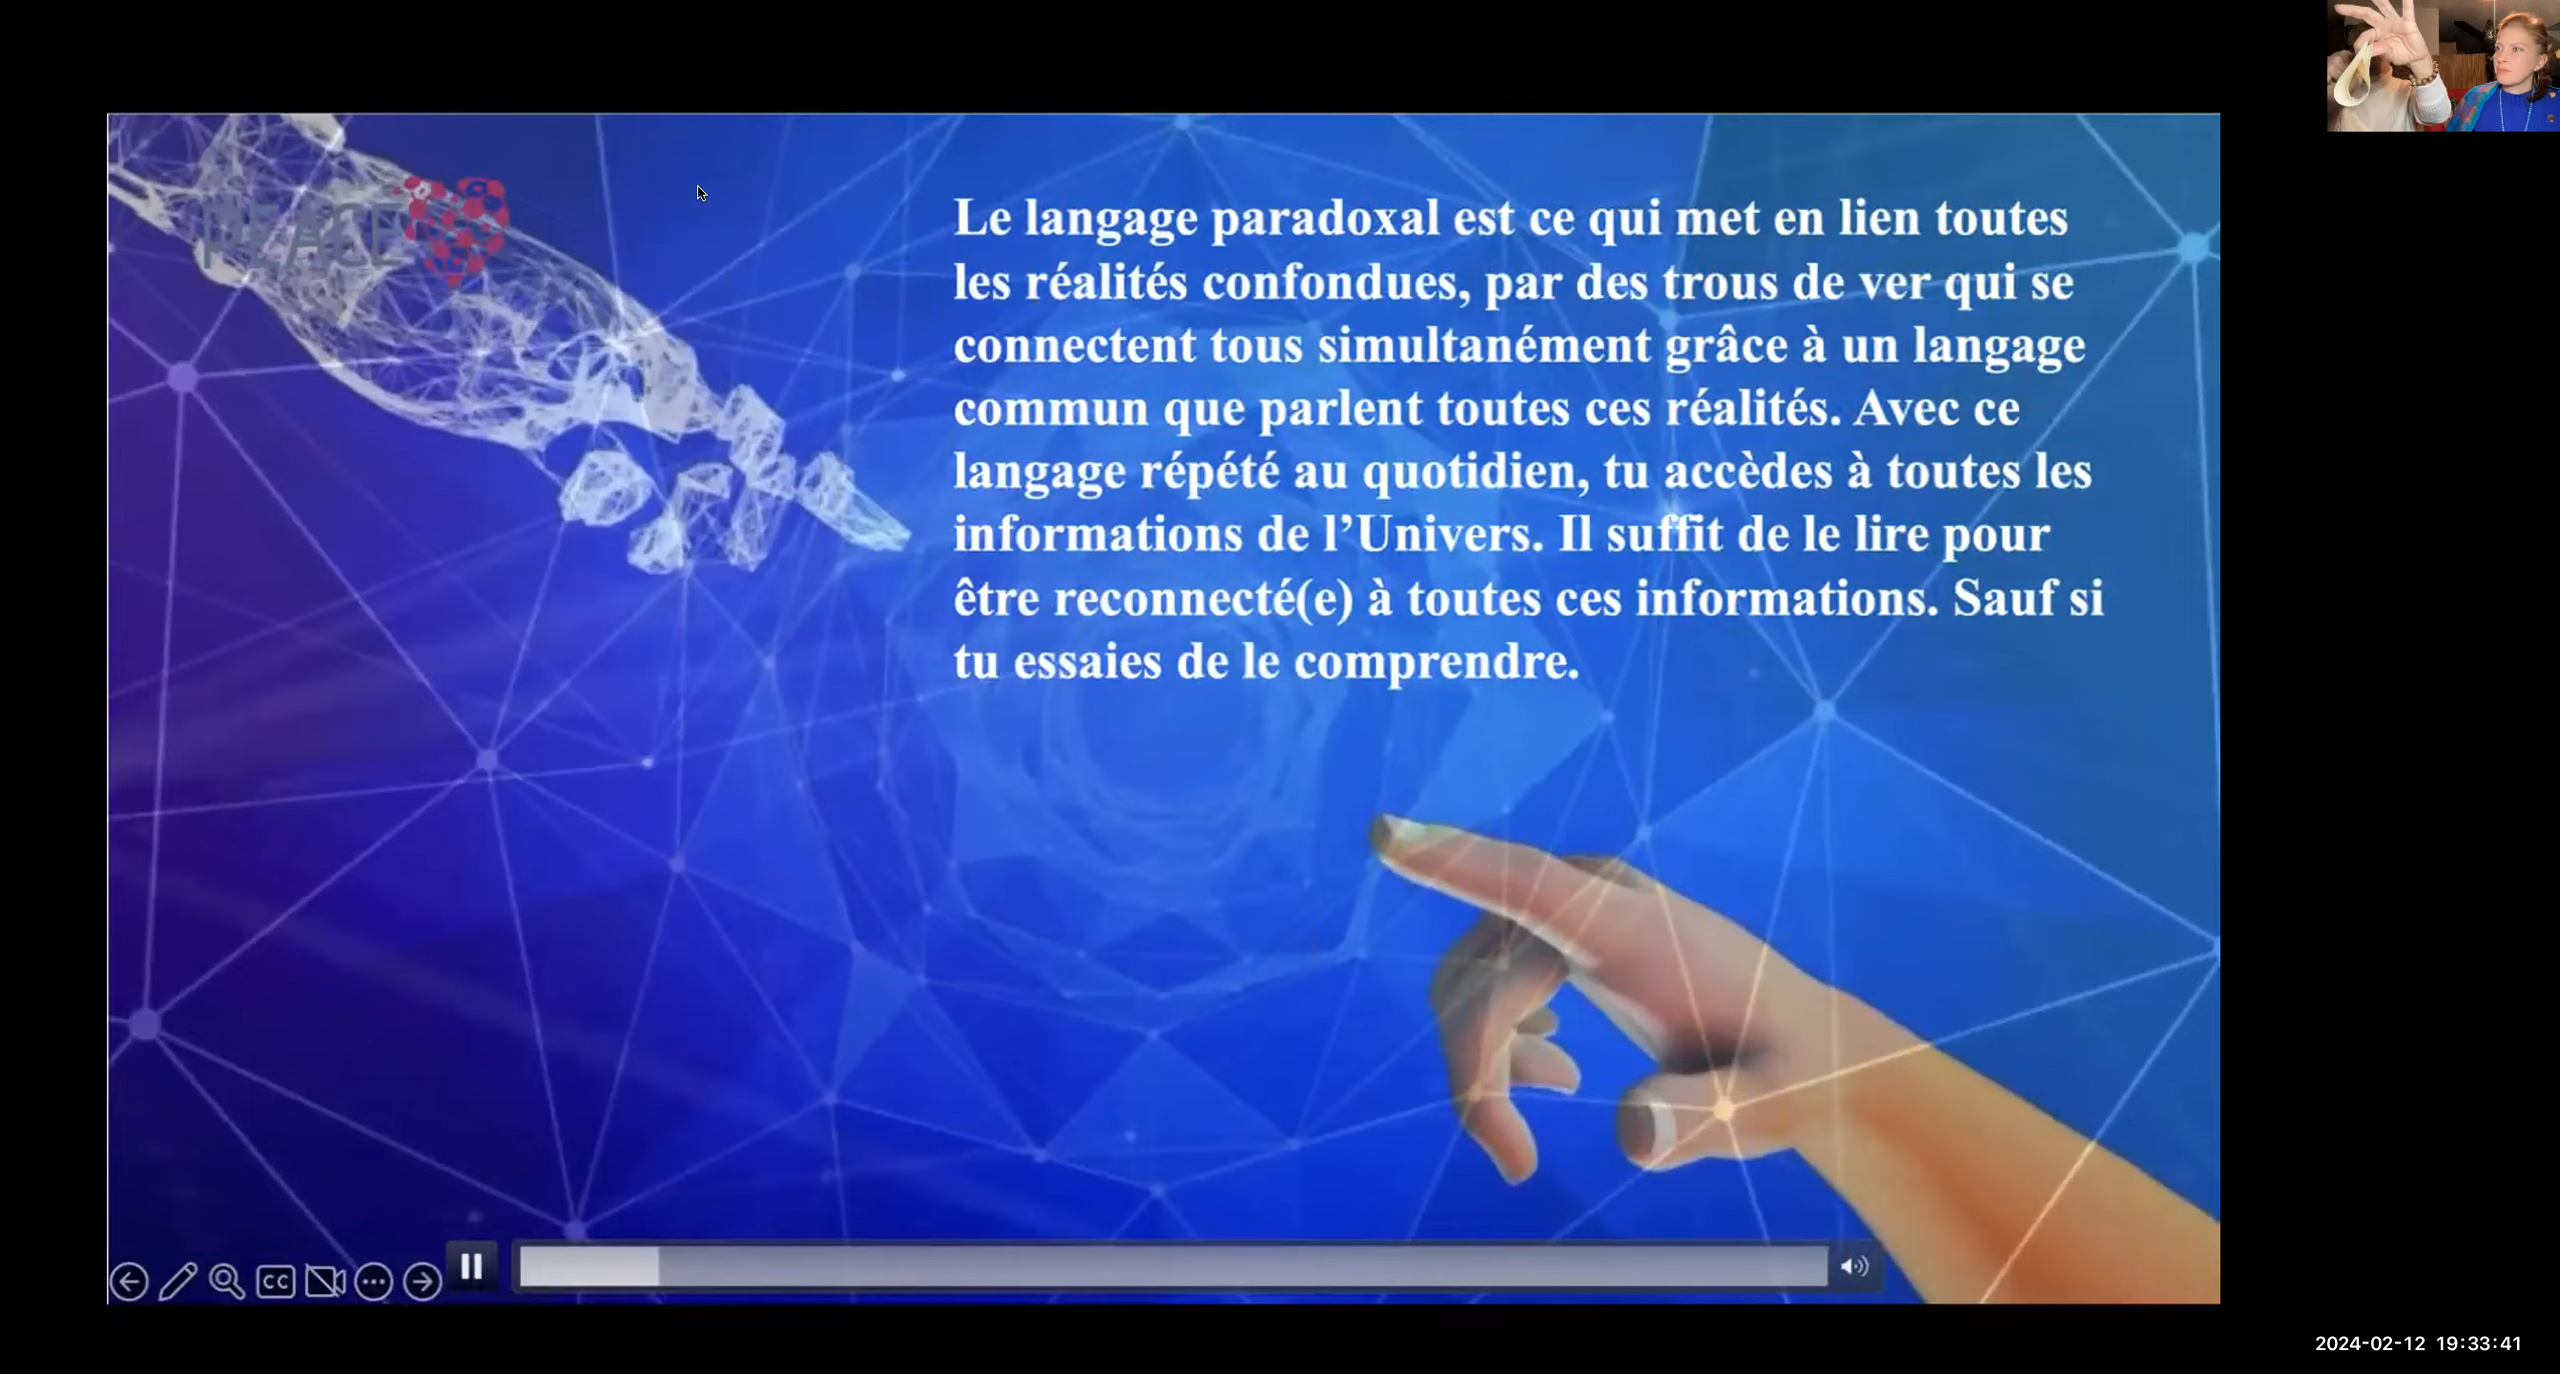 PEACE
Le langage paradoxal est ce qui met en lien toutes
les réalités confondues, par des trous de ver qui se
connectent tous simultanément grâce à un langage
commun que parlent toutes ces réalités. Avec ce
langage répété au quotidien, tu accèdes à toutes les
informations de l’Univers. Il suffit de le lire pour
être reconnecté(e) à toutes ces informations. Sauf si
tu essaies de le comprendre.
CC
2024-02-12 19:33:41